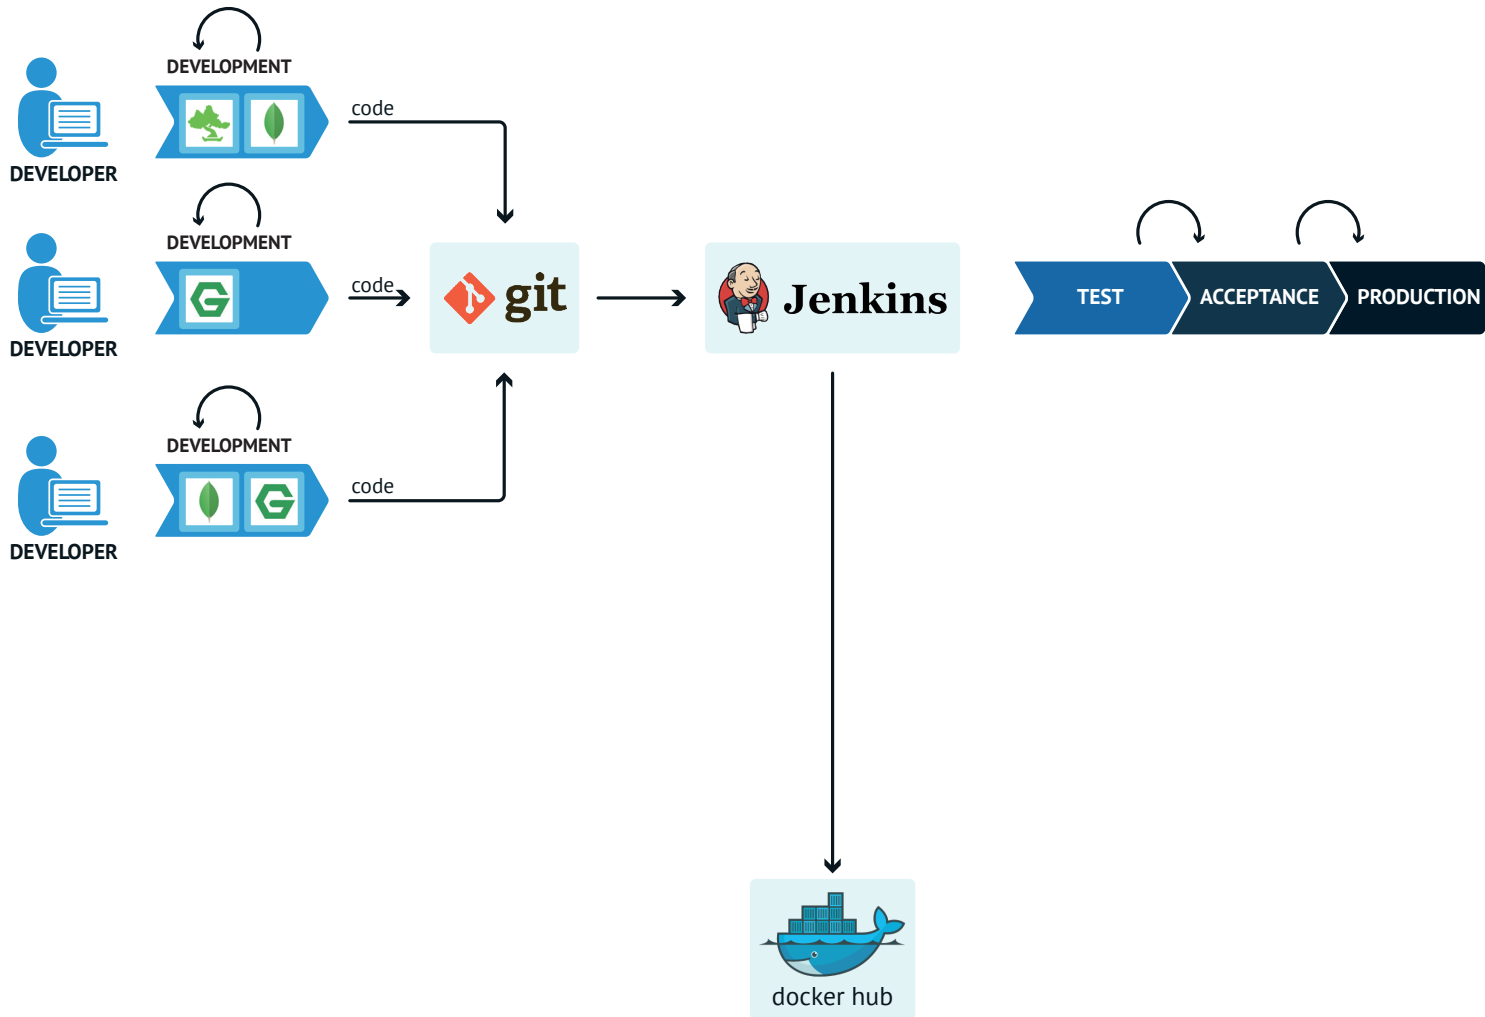 DEVELOPMENT
code
DEVELOPER
DEVELOPMENT
code
DEVELOPER
git
Jenkins
TEST
ACCEPTANCE
PRODUCTION
DEVELOPMENT
code
DEVELOPER
docker hub